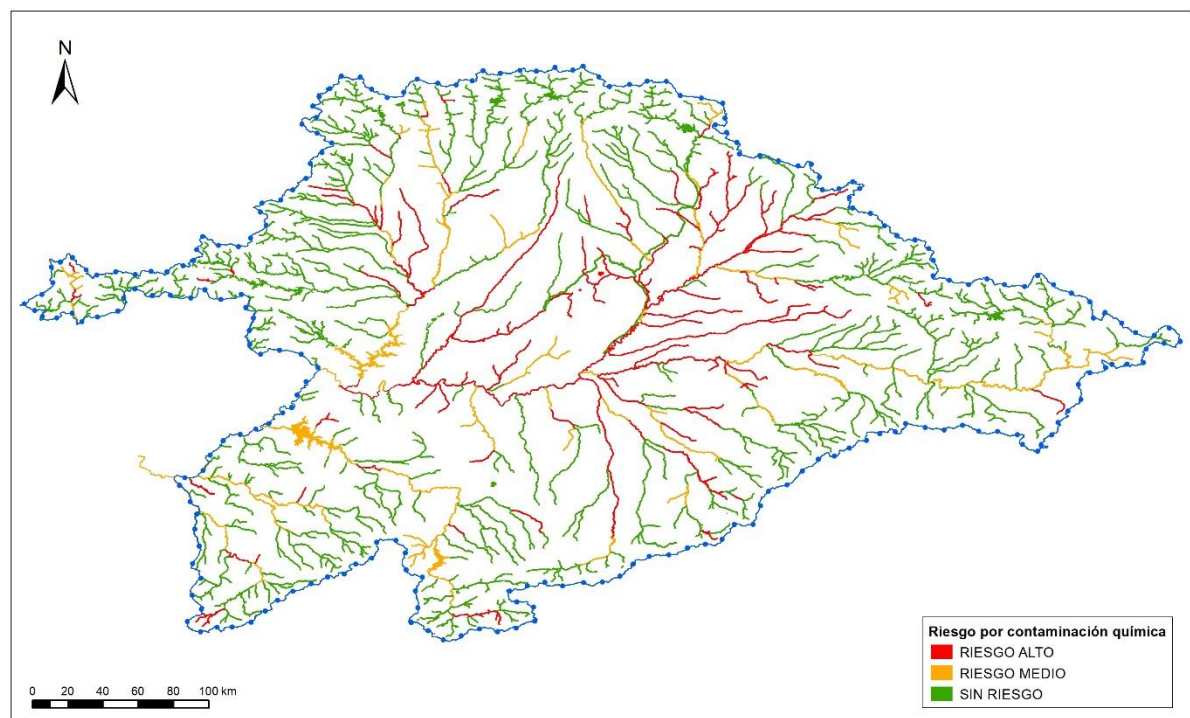 N
Riesgo por contaminación química
RIESGO ALTO
RIESGO MEDIO
SIN RIESGO
0 20 40 60 80 100 km